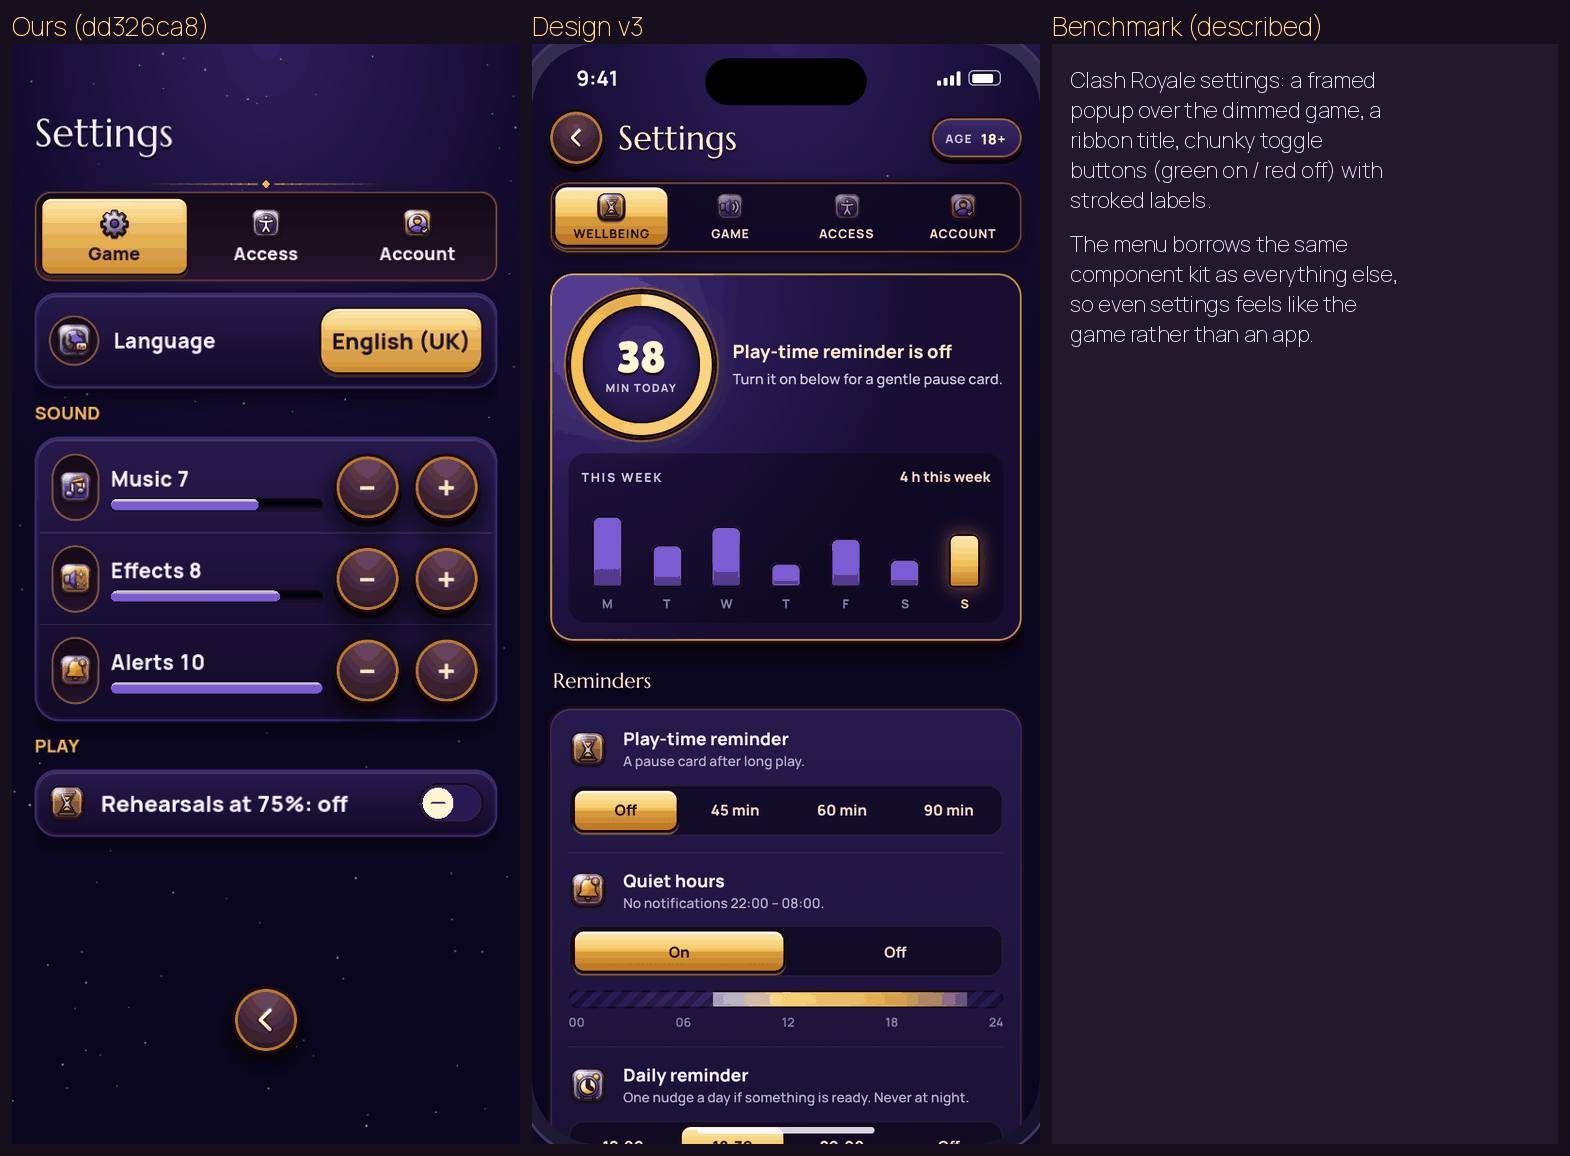 Ours (dd326ca8)
Settings
Game
Access
Account
Language
English (UK)
SOUND
Music 7
Effects 8
Alerts 10
PLAY
Rehearsals at 75%: off
Design v3
9:41
Settings
AGE 18+
WELLBEING
GAME
ACCESS
ACCOUNT
38
MIN TODAY
Play-time reminder is off
Turn it on below for a gentle pause card.
THIS WEEK
4 h this week
M T W T F S S
Reminders
Play-time reminder
A pause card after long play.
Off
45 min
60 min
90 min
Quiet hours
No notifications 22:00 – 08:00.
On
Off
00 06 12 18 24
Daily reminder
One nudge a day if something is ready. Never at night.
Benchmark (described)
Clash Royale settings: a framed
popup over the dimmed game, a
ribbon title, chunky toggle
buttons (green on / red off) with
stroked labels.
The menu borrows the same
component kit as everything else,
so even settings feels like the
game rather than an app.